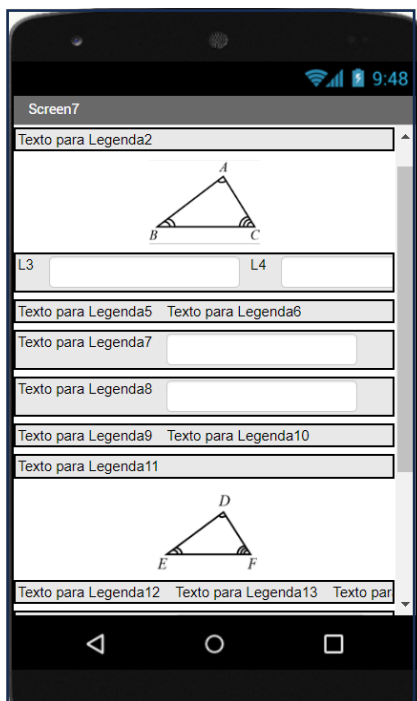 9:48
Screen7
Texto para Legenda2
A
B C
L3 L4
Texto para Legenda5 Texto para Legenda6
Texto para Legenda7
Texto para Legenda8
Texto para Legenda9 Texto para Legenda10
Texto para Legenda11
D
E F
Texto para Legenda12 Texto para Legenda13 Texto par